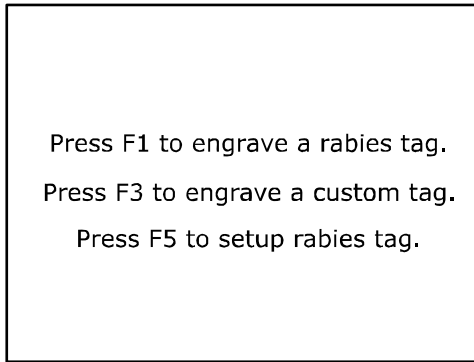 Press F1 to engrave a rabies tag.
Press F3 to engrave a custom tag.
Press F5 to setup rabies tag.